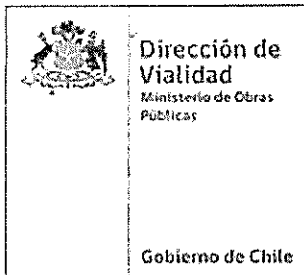 Dirección de
Vialidad
Ministerio de Obras
Públicas
Gobierno de Chile